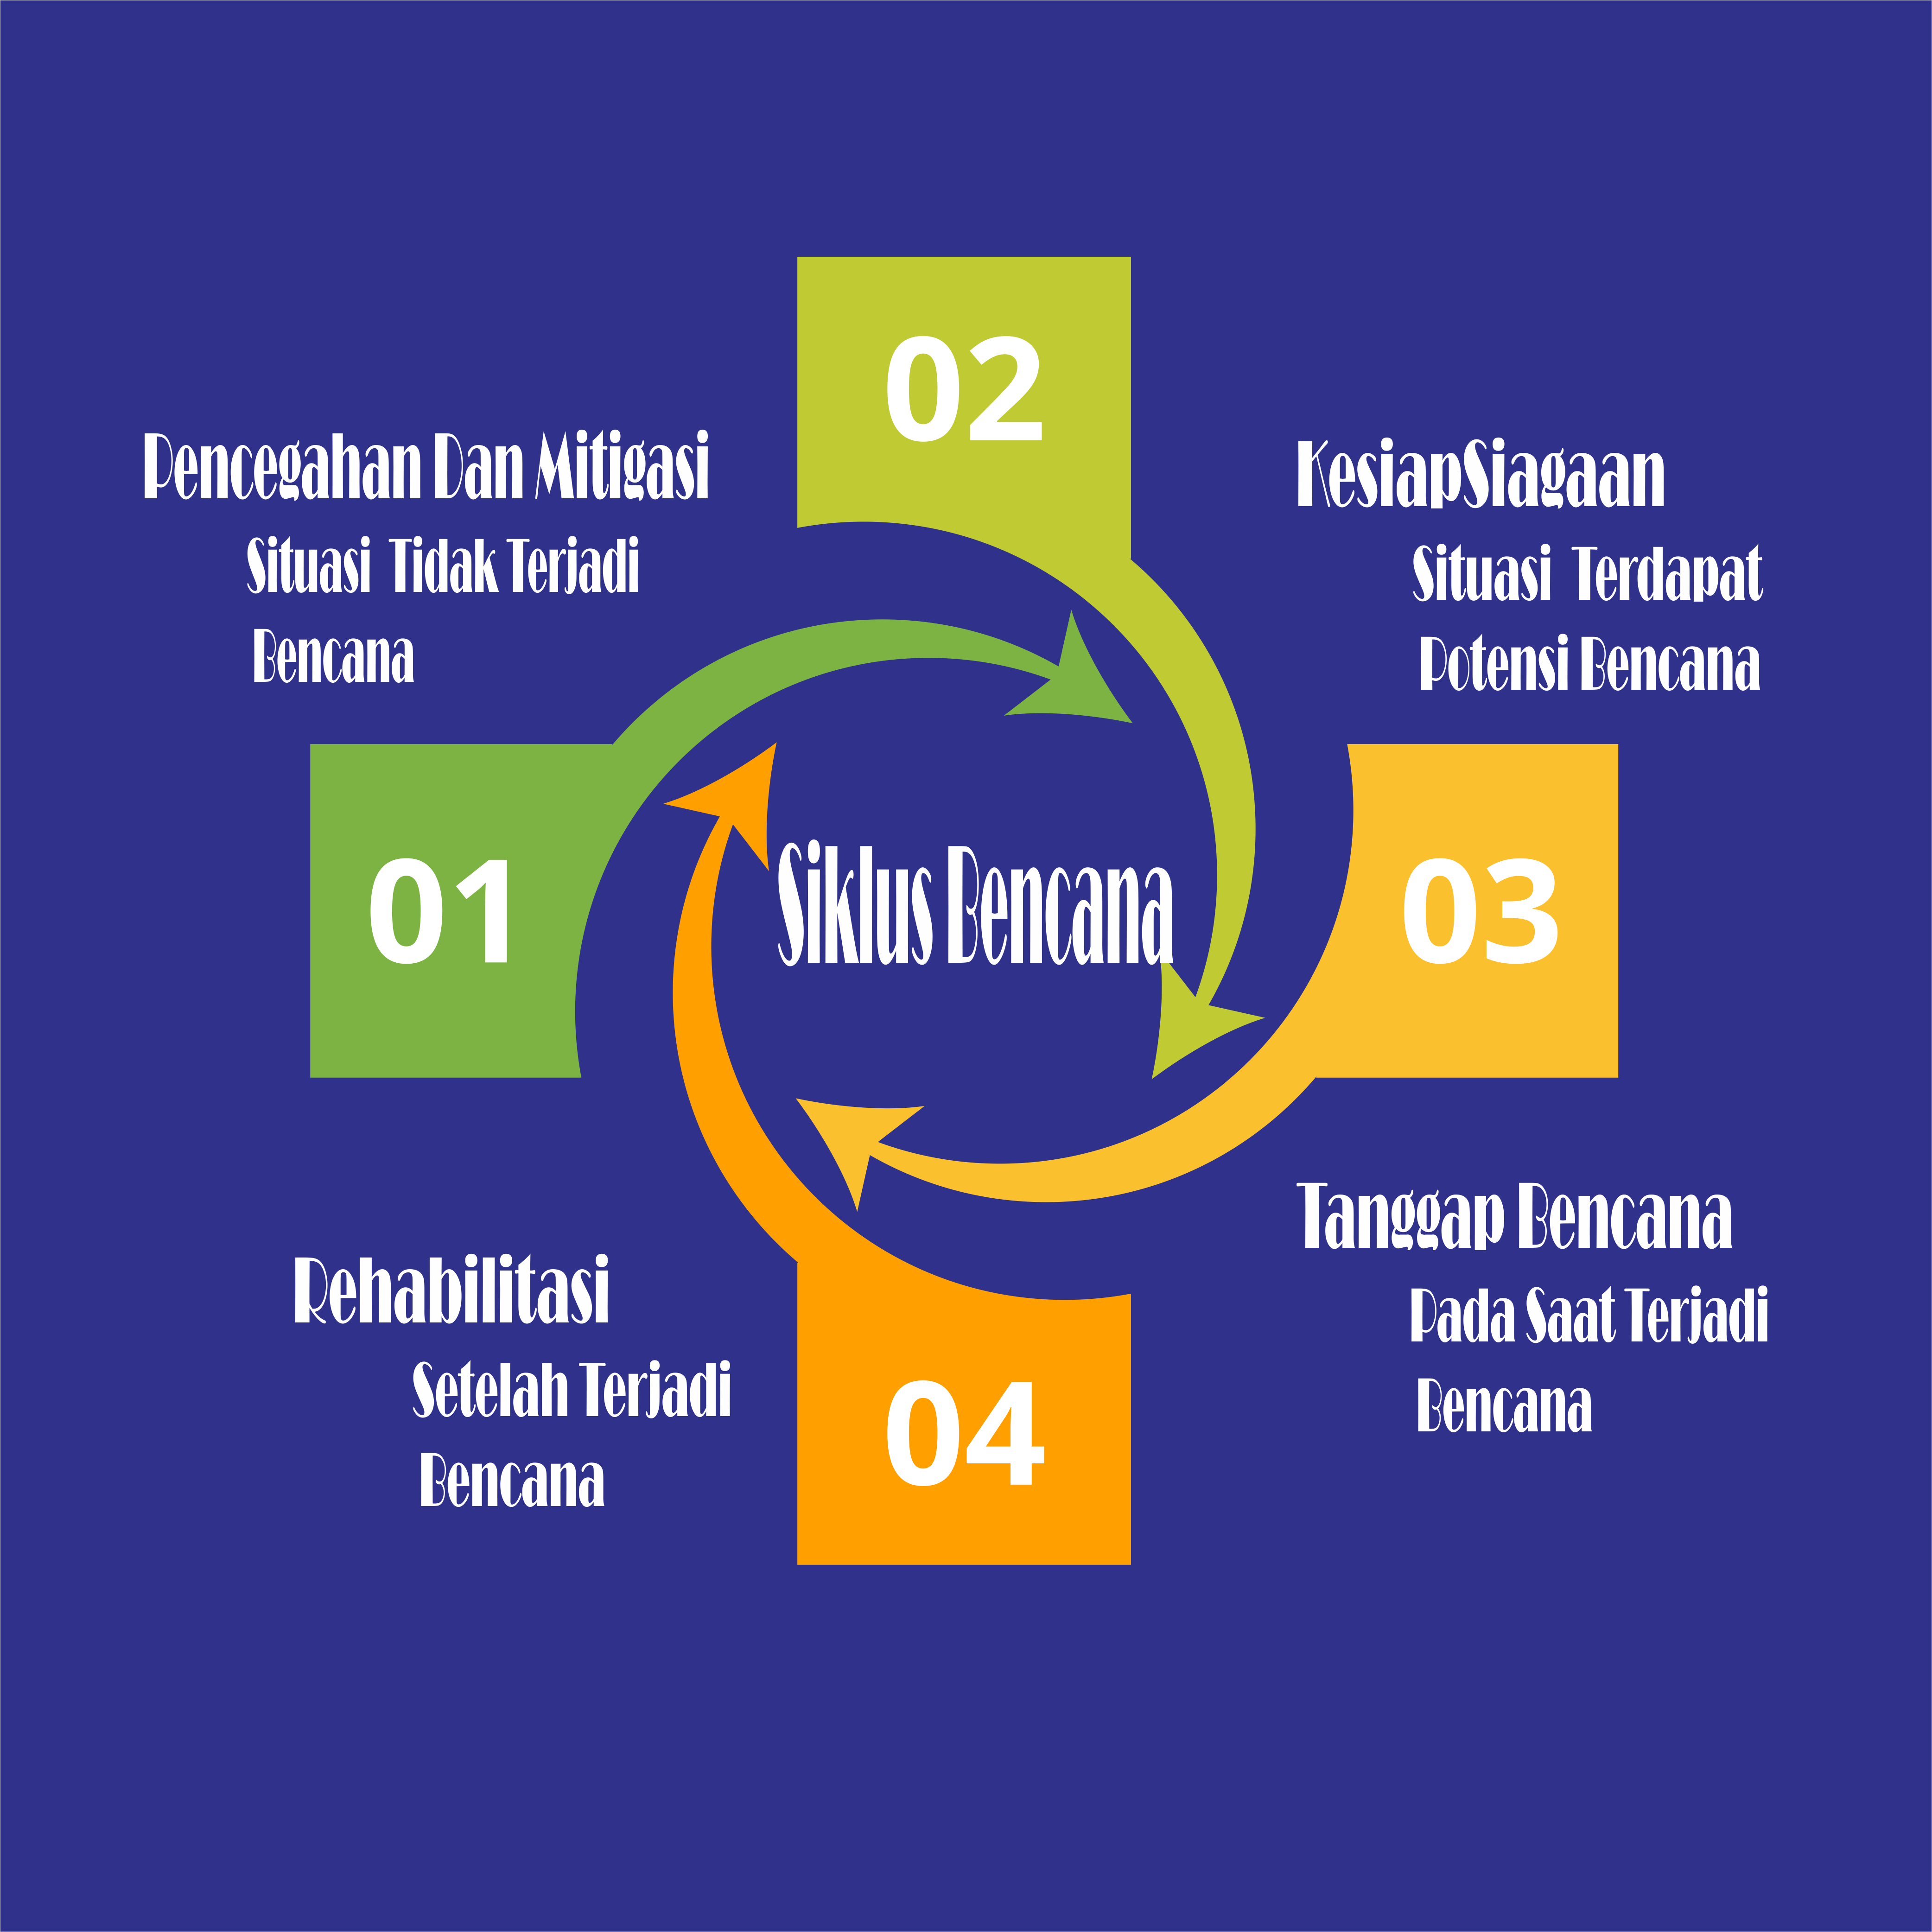 01
Pencegahan Dan Mitigasi
Situasi Tidak Terjadi
Bencana
02
KesiapSiagaan
Situasi Terdapat
Potensi Bencana
Siklus Bencana
03
Tanggap Bencana
Pada Saat Terjadi
Bencana
04
Rehabilitasi
Setelah Terjadi
Bencana